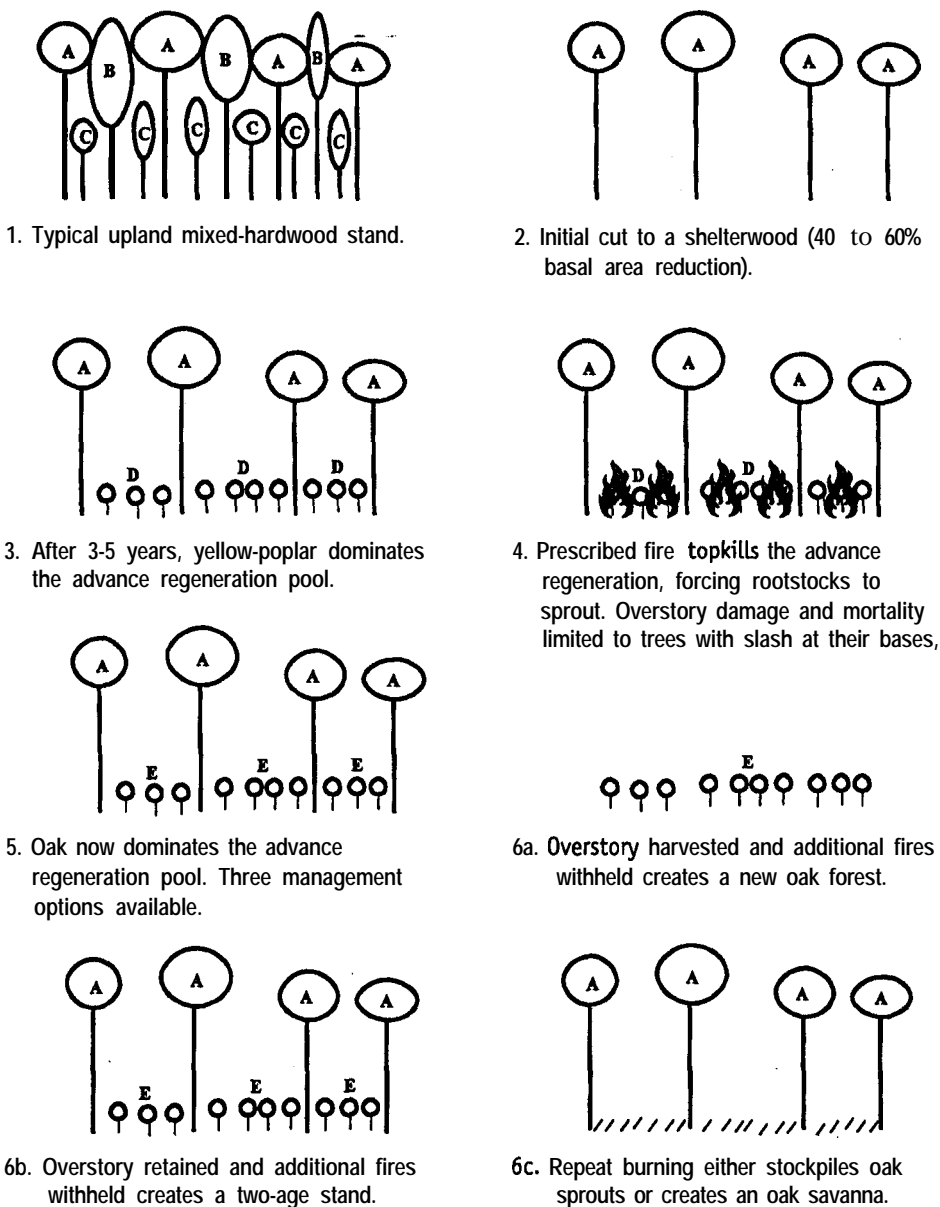 A B A B A B A
C C C C C C
1. Typical upland mixed-hardwood stand.
A A A A
2. Initial cut to a shelterwood (40 to 60%
basal area reduction).
A A A A
D D D
3. After 3-5 years, yellow-poplar dominates
the advance regeneration pool.
A A A A
D D
4. Prescribed fire topkills the advance
regeneration, forcing rootstocks to
sprout. Overstory damage and mortality
limited to trees with slash at their bases,
A A A A
E E E
5. Oak now dominates the advance
regeneration pool. Three management
options available.
E
6a. Overstory harvested and additional fires
withheld creates a new oak forest.
A A A A
E E E
6b. Overstory retained and additional fires
withheld creates a two-age stand.
A A A A
6c. Repeat burning either stockpiles oak
sprouts or creates an oak savanna.